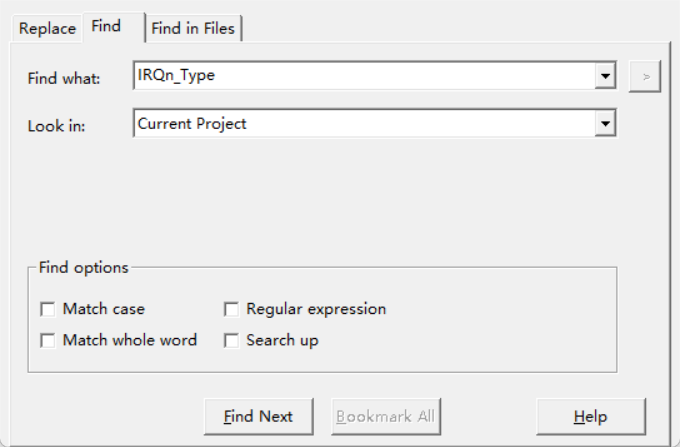 Replace Find Find in Files
Find what: IRQn_Type >
Look in: Current Project
Find options
Match case Regular expression
Match whole word Search up
Find Next Bookmark All Help